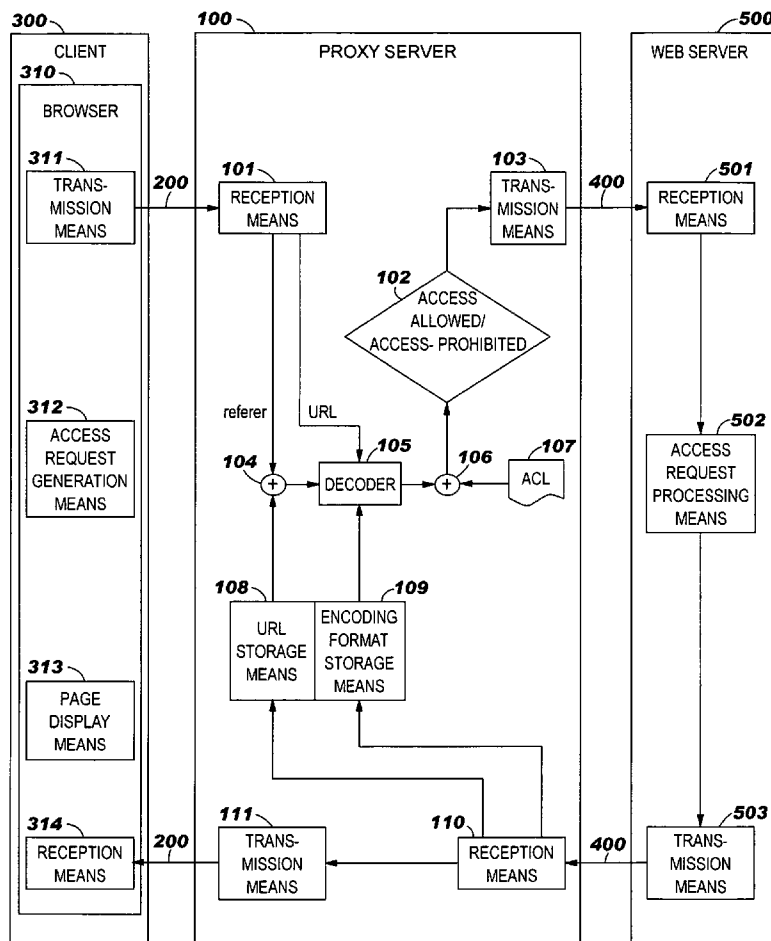 300
100
500
CLIENT
PROXY SERVER
WEB SERVER
310
BROWSER
311
TRANS-
MISSION
MEANS
200
101
RECEPTION
MEANS
103
TRANS-
MISSION
MEANS
400
501
RECEPTION
MEANS
102
ACCESS
ALLOWED/
ACCESS- PROHIBITED
312
ACCESS
REQUEST
GENERATION
MEANS
referer
URL
104
+
105
DECODER
106
+
107
ACL
502
ACCESS
REQUEST
PROCESSING
MEANS
108
URL
STORAGE
MEANS
109
ENCODING
FORMAT
STORAGE
MEANS
313
PAGE
DISPLAY
MEANS
314
RECEPTION
MEANS
200
111
TRANS-
MISSION
MEANS
110
RECEPTION
MEANS
400
503
TRANS-
MISSION
MEANS